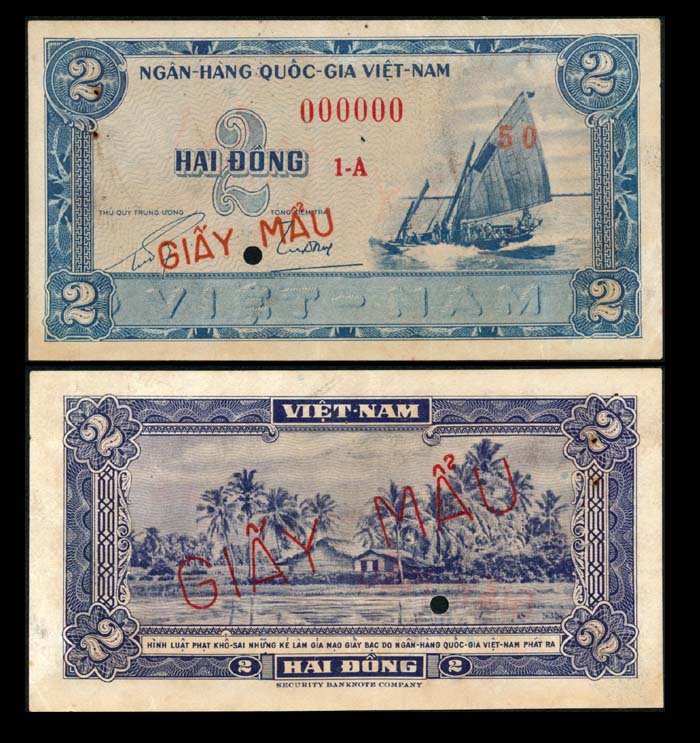 2 2
NGÂN-HÀNG QUỐC-GIA VIỆT-NAM
000000
50
2
HAI ĐỒNG
1-A
THỦ QUỸ TRUNG ƯƠNG TỔNG KIỂM TRA
GIẤY MẪU
VIỆT-NAM
2 2
VIỆT-NAM
2 2
GIẤY MẪU
2 2
HÌNH LUẬT PHẠT KHỔ-SAI NHỮNG KẺ LÀM GIẢ MẠO GIẤY BẠC DO NGÂN-HÀNG QUỐC-GIA VIỆT-NAM PHÁT RA
2 HAI ĐỒNG 2
SECURITY BANKNOTE COMPANY